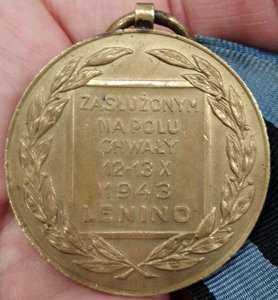 ZASŁUŻONYM
NA POLU
CHWAŁY
12-13 X
1943
LENINO